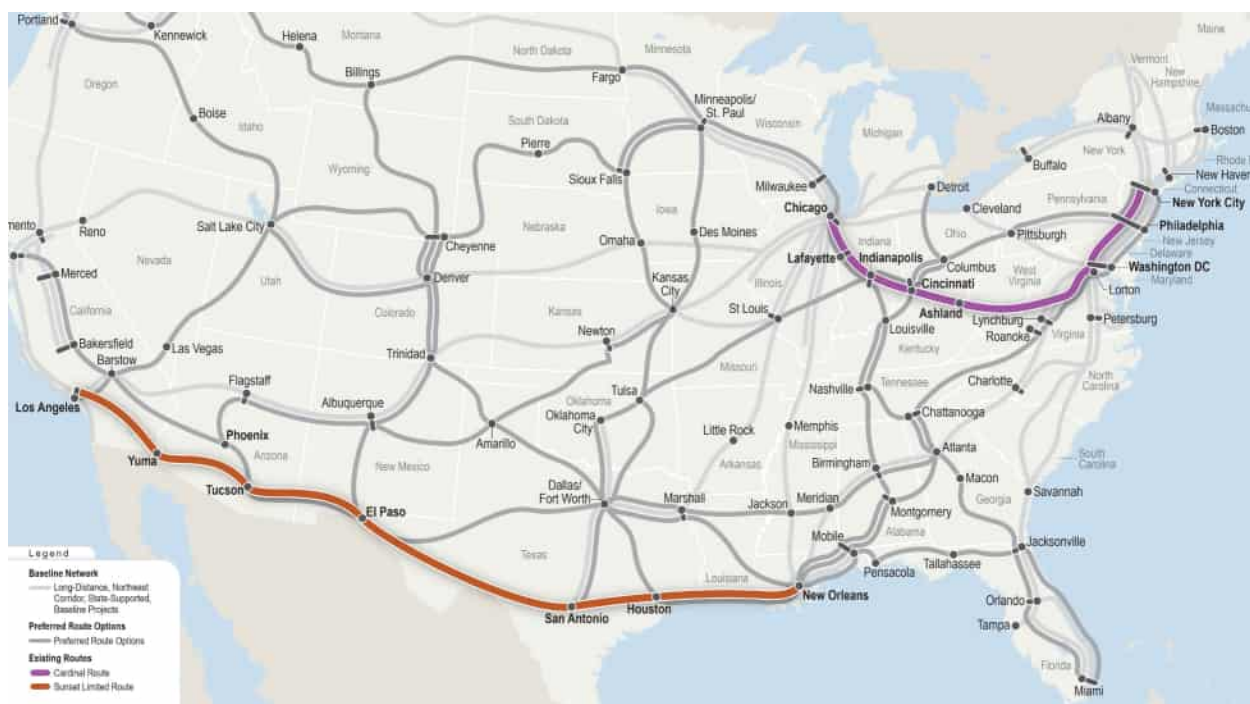 Portland
Kennewick
Helena
Montana
North Dakota
Minnesota
Maine
Oregon
Billings
Fargo
Vermont
New
Hampshire
Boise
Idaho
Minneapolis/
St. Paul
Wisconsin
Michigan
Albany
Boston
South Dakota
Pierre
New York
Buffalo
Wyoming
Sioux Falls
Milwaukee
Detroit
New Haven
Connecticut
Chicago
Cleveland
Pennsylvania
New York City
Reno
Salt Lake City
Nebraska
Iowa
Omaha
Des Moines
Cheyenne
Indiana
Ohio
Pittsburgh
Philadelphia
New Jersey
Delaware
Maryland
Merced
Nevada
Utah
Denver
Kansas
City
Lafayette
Indianapolis
Columbus
West
Virginia
Washington DC
Lorton
California
Colorado
Kansas
Illinois
Cincinnati
Ashland
St Louis
Lynchburg
Roanoke
Virginia
Petersburg
Bakersfield
Barstow
Las Vegas
Trinidad
Newton
Missouri
Louisville
Kentucky
Los Angeles
Flagstaff
Albuquerque
Tulsa
Oklahoma
Oklahoma
City
Nashville
Tennessee
Charlotte
North
Carolina
Phoenix
Arizona
Yuma
New Mexico
Amarillo
Little Rock
Arkansas
Memphis
Mississippi
Chattanooga
Atlanta
South
Carolina
Tucson
El Paso
Dallas/
Fort Worth
Marshall
Jackson
Meridian
Birmingham
Montgomery
Macon
Georgia
Savannah
Texas
Louisiana
Mobile
Alabama
Pensacola
Tallahassee
Jacksonville
San Antonio
Houston
New Orleans
Orlando
Tampa
Florida
Miami
Legend
Baseline Network
Long-Distance, Northeast
Corridor, State-Supported,
Baseline Projects
Preferred Route Options
Preferred Route Options
Existing Routes
Cardinal Route
Sunset Limited Route